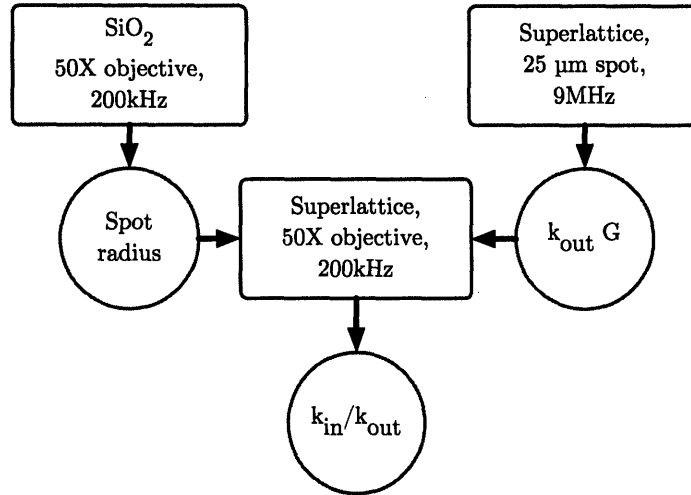 SiO2
50X objective,
200kHz
Superlattice,
25 µm spot,
9MHz
Spot
radius
Superlattice,
50X objective,
200kHz
kout G
kin/kout